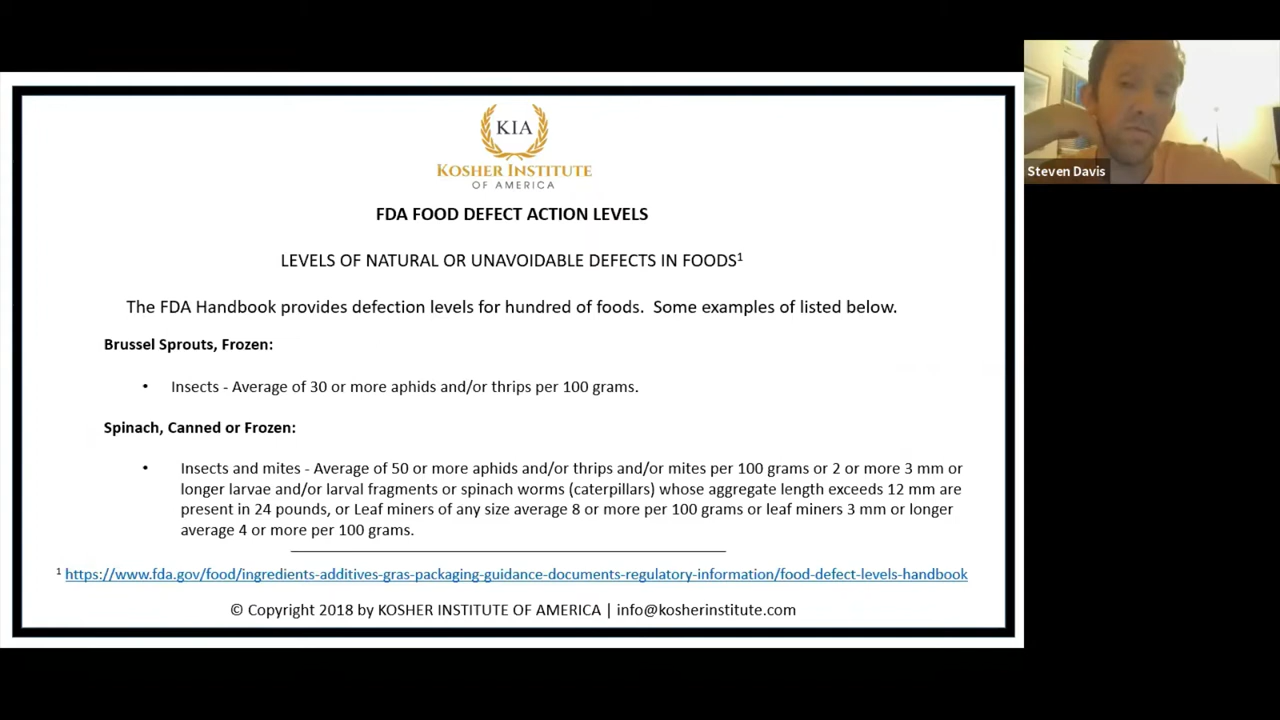 KIA
KOSHER INSTITUTE
OF AMERICA
FDA FOOD DEFECT ACTION LEVELS
LEVELS OF NATURAL OR UNAVOIDABLE DEFECTS IN FOODS¹
The FDA Handbook provides defection levels for hundred of foods.  Some examples of listed below.
Brussel Sprouts, Frozen:
• Insects - Average of 30 or more aphids and/or thrips per 100 grams.
Spinach, Canned or Frozen:
• Insects and mites - Average of 50 or more aphids and/or thrips and/or mites per 100 grams or 2 or more 3 mm or
longer larvae and/or larval fragments or spinach worms (caterpillars) whose aggregate length exceeds 12 mm are
present in 24 pounds, or Leaf miners of any size average 8 or more per 100 grams or leaf miners 3 mm or longer
average 4 or more per 100 grams.
¹ https://www.fda.gov/food/ingredients-additives-gras-packaging-guidance-documents-regulatory-information/food-defect-levels-handbook
© Copyright 2018 by KOSHER INSTITUTE OF AMERICA | info@kosherinstitute.com
Steven Davis